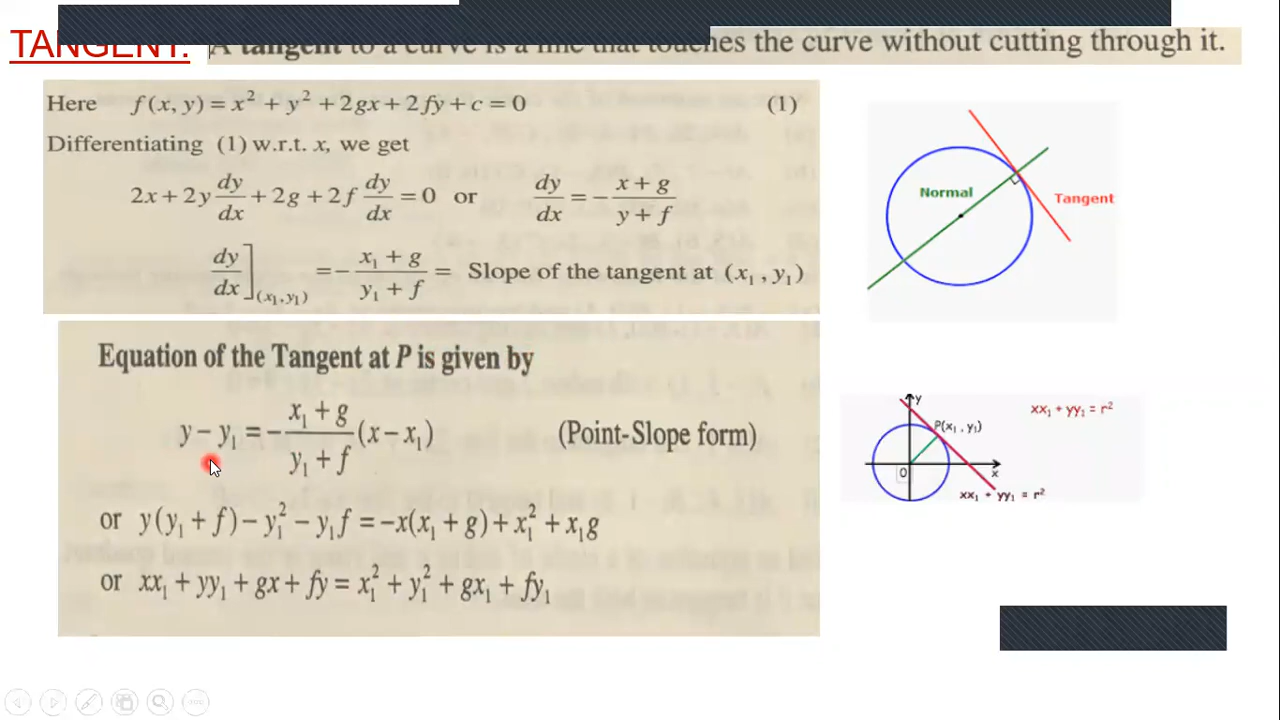 TANGENT: A tangent to a curve is a line that touches the curve without cutting through it.
Here f(x, y) = x² + y² + 2gx + 2fy + c = 0 (1)
Differentiating (1) w.r.t. x, we get
2x + 2y dy/dx + 2g + 2f dy/dx = 0 or dy/dx = - (x + g)/(y + f)
dy/dx](x₁, y₁) = - (x₁ + g)/(y₁ + f) = Slope of the tangent at (x₁, y₁)
Equation of the Tangent at P is given by
y - y₁ = - (x₁ + g)/(y₁ + f) (x - x₁) (Point-Slope form)
or y(y₁ + f) - y₁² - y₁f = -x(x₁ + g) + x₁² + x₁g
or xx₁ + yy₁ + gx + fy = x₁² + y₁² + gx₁ + fy₁
Normal
Tangent
y
xx₁ + yy₁ = r²
P(x₁, y₁)
O
x
xx₁ + yy₁ = r²